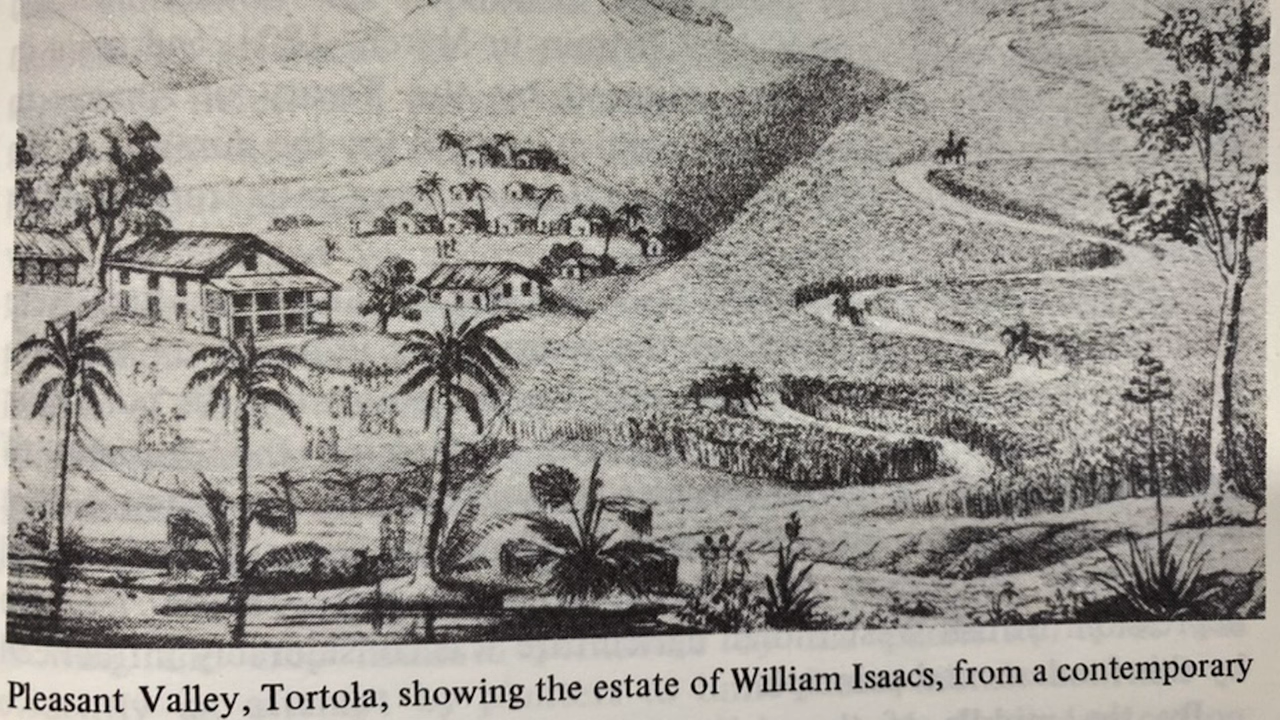 Pleasant Valley, Tortola, showing the estate of William Isaacs, from a contemporary